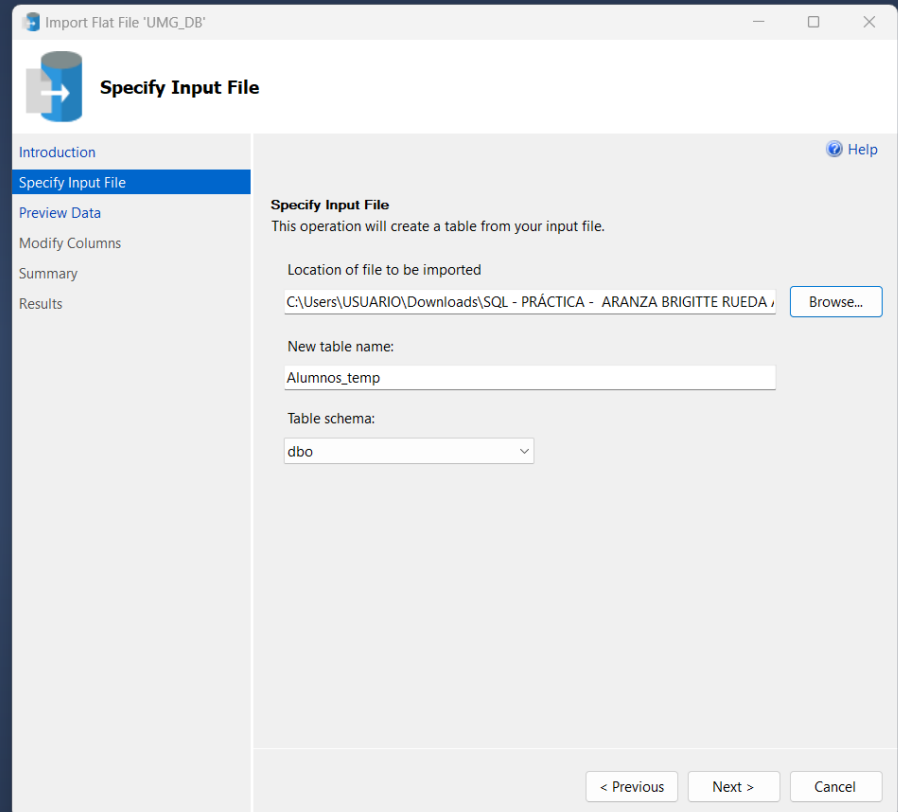 Import Flat File 'UMG_DB'
Specify Input File
Introduction
Specify Input File
Preview Data
Modify Columns
Summary
Results
Help
Specify Input File
This operation will create a table from your input file.
Location of file to be imported
C:\Users\USUARIO\Downloads\SQL - PRÁCTICA -  ARANZA BRIGITTE RUEDA
Browse...
New table name:
Alumnos_temp
Table schema:
dbo
< Previous
Next >
Cancel